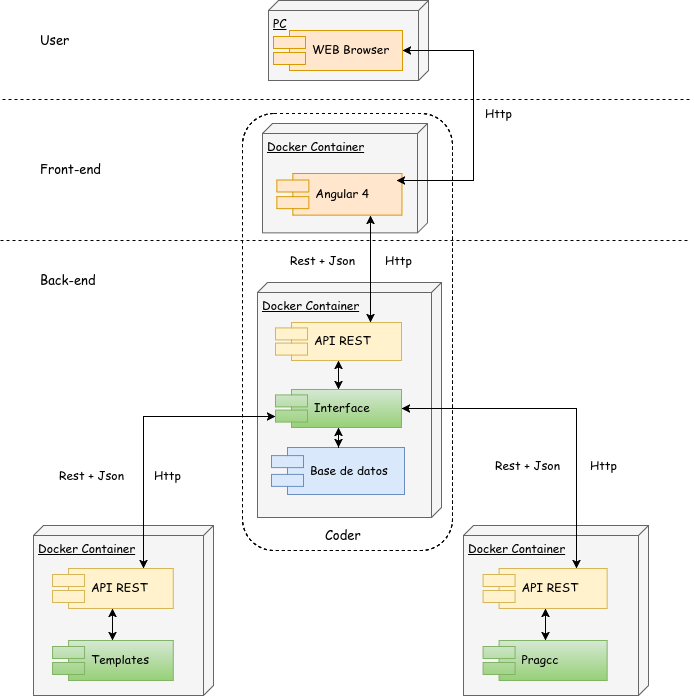 PC
User
WEB Browser
Http
Docker Container
Front-end
Angular 4
Rest + Json
Http
Back-end
Docker Container
API REST
Interface
Base de datos
Rest + Json
Http
Rest + Json
Http
Coder
Docker Container
API REST
Templates
Docker Container
API REST
Pragcc